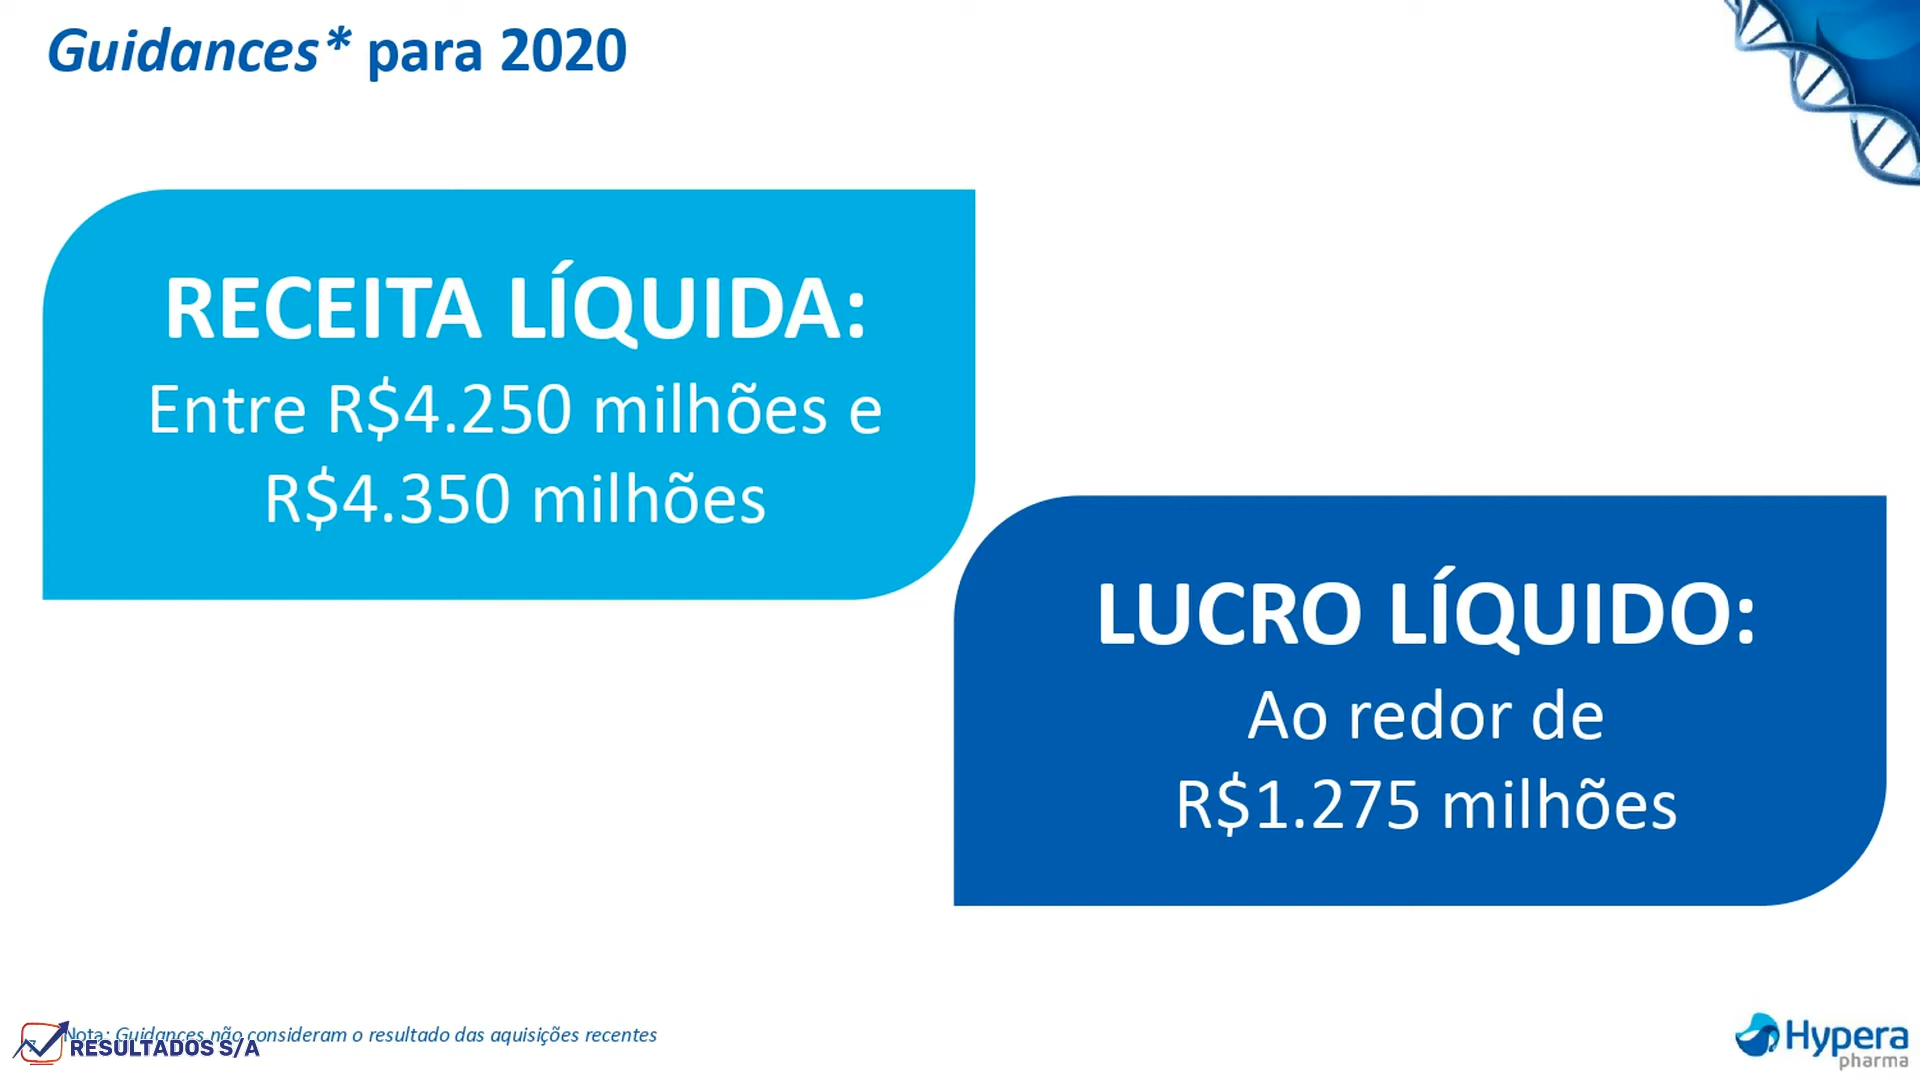 Guidances* para 2020
RECEITA LÍQUIDA:
Entre R$4.250 milhões e
R$4.350 milhões
LUCRO LÍQUIDO:
Ao redor de
R$1.275 milhões
Nota: Guidances não consideram o resultado das aquisições recentes
RESULTADOS S/A
Hypera
pharma